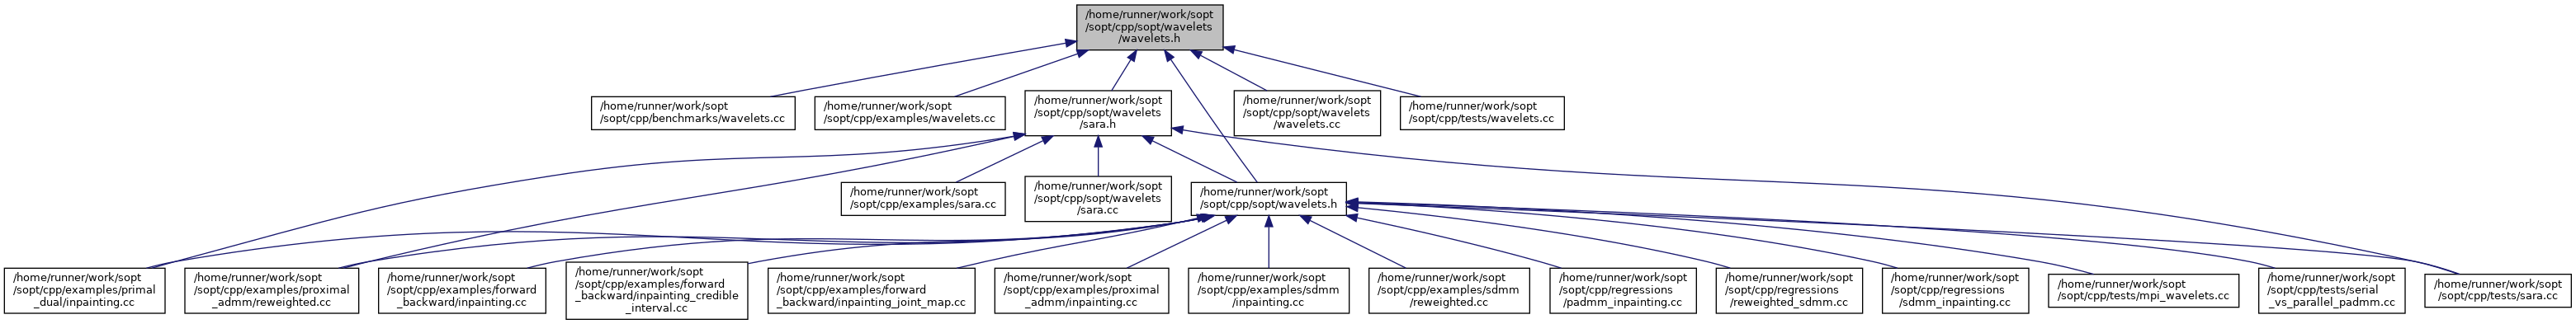 /home/runner/work/sopt
/sopt/cpp/sopt/wavelets
/wavelets.h
/home/runner/work/sopt
/sopt/cpp/benchmarks/wavelets.cc
/home/runner/work/sopt
/sopt/cpp/examples/wavelets.cc
/home/runner/work/sopt
/sopt/cpp/sopt/wavelets
/sara.h
/home/runner/work/sopt
/sopt/cpp/sopt/wavelets
/wavelets.cc
/home/runner/work/sopt
/sopt/cpp/tests/wavelets.cc
/home/runner/work/sopt
/sopt/cpp/examples/sara.cc
/home/runner/work/sopt
/sopt/cpp/sopt/wavelets
/sara.cc
/home/runner/work/sopt
/sopt/cpp/sopt/wavelets.h
/home/runner/work/sopt
/sopt/cpp/examples/primal
_dual/inpainting.cc
/home/runner/work/sopt
/sopt/cpp/examples/proximal
_admm/reweighted.cc
/home/runner/work/sopt
/sopt/cpp/examples/forward
_backward/inpainting.cc
/home/runner/work/sopt
/sopt/cpp/examples/forward
_backward/inpainting_credible
_interval.cc
/home/runner/work/sopt
/sopt/cpp/examples/forward
_backward/inpainting_joint_map.cc
/home/runner/work/sopt
/sopt/cpp/examples/proximal
_admm/inpainting.cc
/home/runner/work/sopt
/sopt/cpp/examples/sdmm
/inpainting.cc
/home/runner/work/sopt
/sopt/cpp/examples/sdmm
/reweighted.cc
/home/runner/work/sopt
/sopt/cpp/regressions
/padmm_inpainting.cc
/home/runner/work/sopt
/sopt/cpp/regressions
/reweighted_sdmm.cc
/home/runner/work/sopt
/sopt/cpp/regressions
/sdmm_inpainting.cc
/home/runner/work/sopt
/sopt/cpp/tests/mpi_wavelets.cc
/home/runner/work/sopt
/sopt/cpp/tests/serial
_vs_parallel_padmm.cc
/home/runner/work/sopt
/sopt/cpp/tests/sara.cc